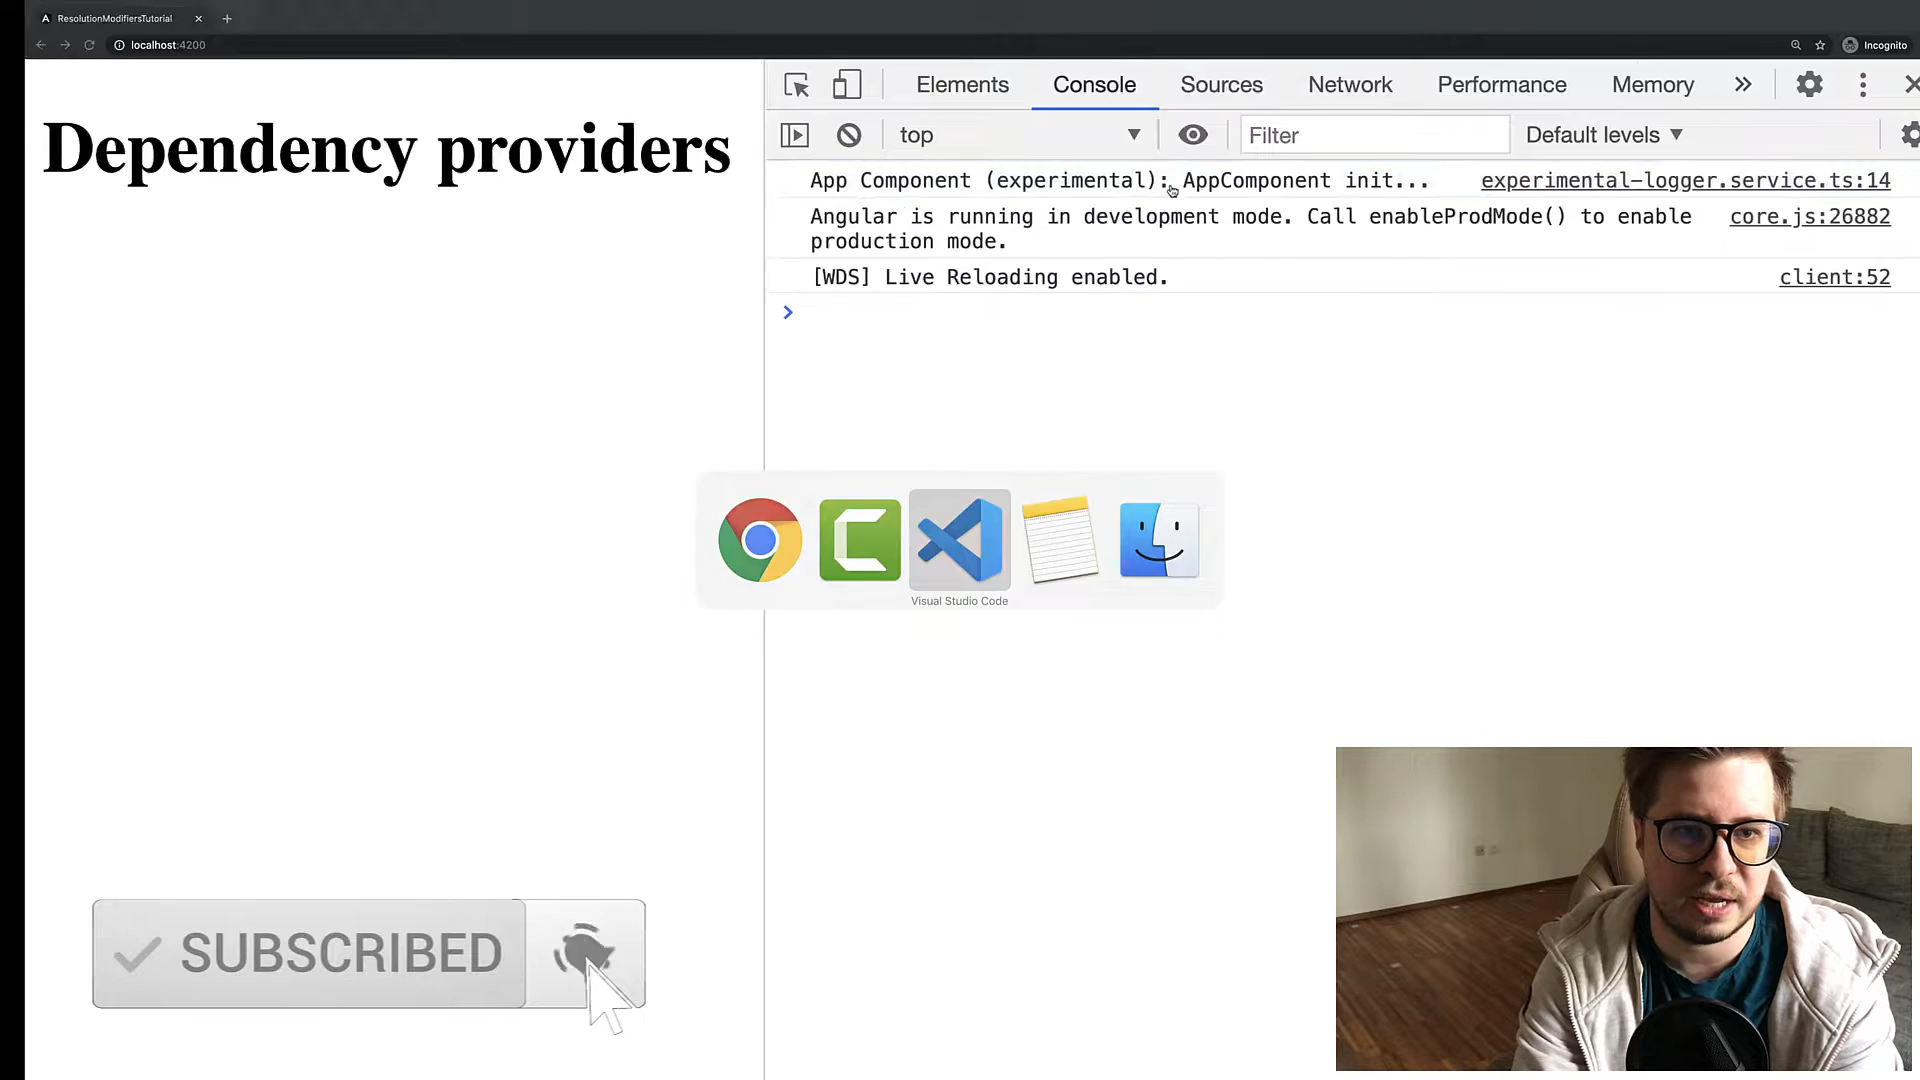 ResolutionModifiersTutorial
localhost:4200
Incognito
Dependency providers
Elements Console Sources Network Performance Memory
top Filter Default levels
App Component (experimental): AppComponent init... experimental-logger.service.ts:14
Angular is running in development mode. Call enableProdMode() to enable core.js:26882
production mode.
[WDS] Live Reloading enabled. client:52
Visual Studio Code
SUBSCRIBED